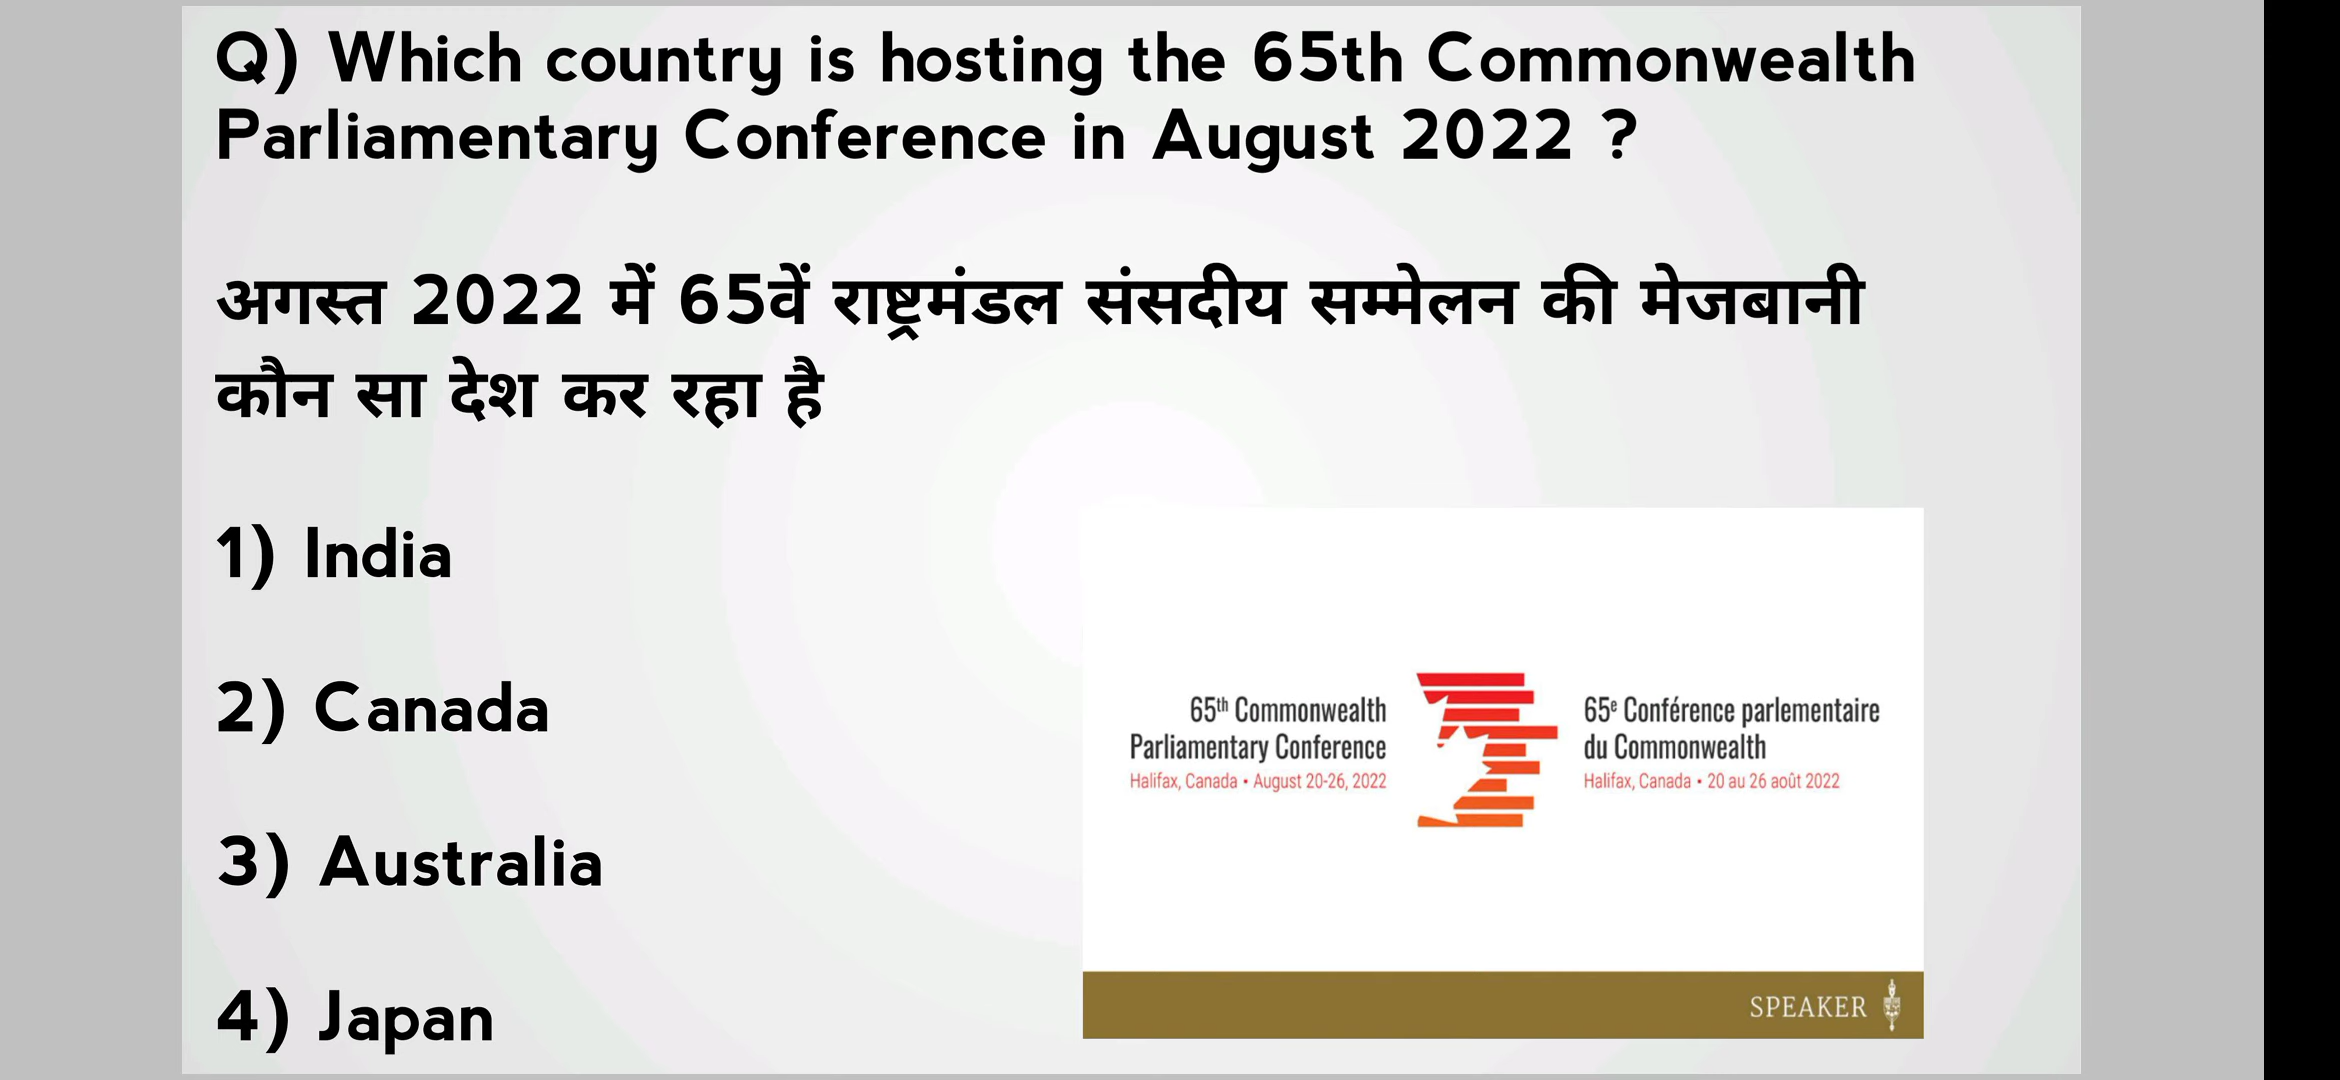 Q) Which country is hosting the 65th Commonwealth
Parliamentary Conference in August 2022 ?
अगस्त 2022 में 65वें राष्ट्रमंडल संसदीय सम्मेलन की मेजबानी
कौन सा देश कर रहा है
1) India
2) Canada
3) Australia
4) Japan
65th Commonwealth
Parliamentary Conference
Halifax, Canada • August 20-26, 2022
65e Conférence parlementaire
du Commonwealth
Halifax, Canada • 20 au 26 août 2022
SPEAKER